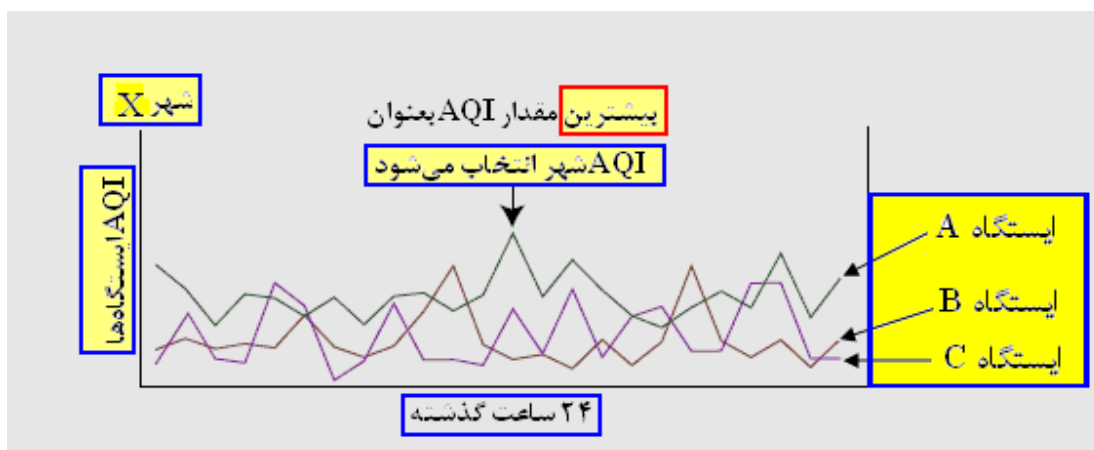 شهر X
بیشترین مقدار AQI بعنوان
AQI شهر انتخاب می‌شود
AQI ایستگاه‌ها
ایستگاه A
ایستگاه B
ایستگاه C
۲۴ ساعت گذشته